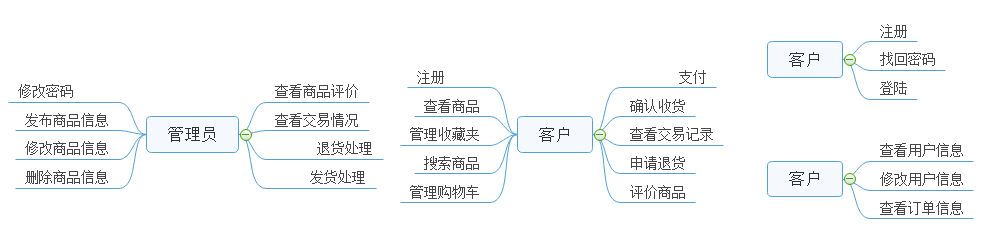 管理员
修改密码
发布商品信息
修改商品信息
删除商品信息
查看商品评价
查看交易情况
退货处理
发货处理
客户
注册
查看商品
管理收藏夹
搜索商品
管理购物车
支付
确认收货
查看交易记录
申请退货
评价商品
客户
注册
找回密码
登陆
客户
查看用户信息
修改用户信息
查看订单信息